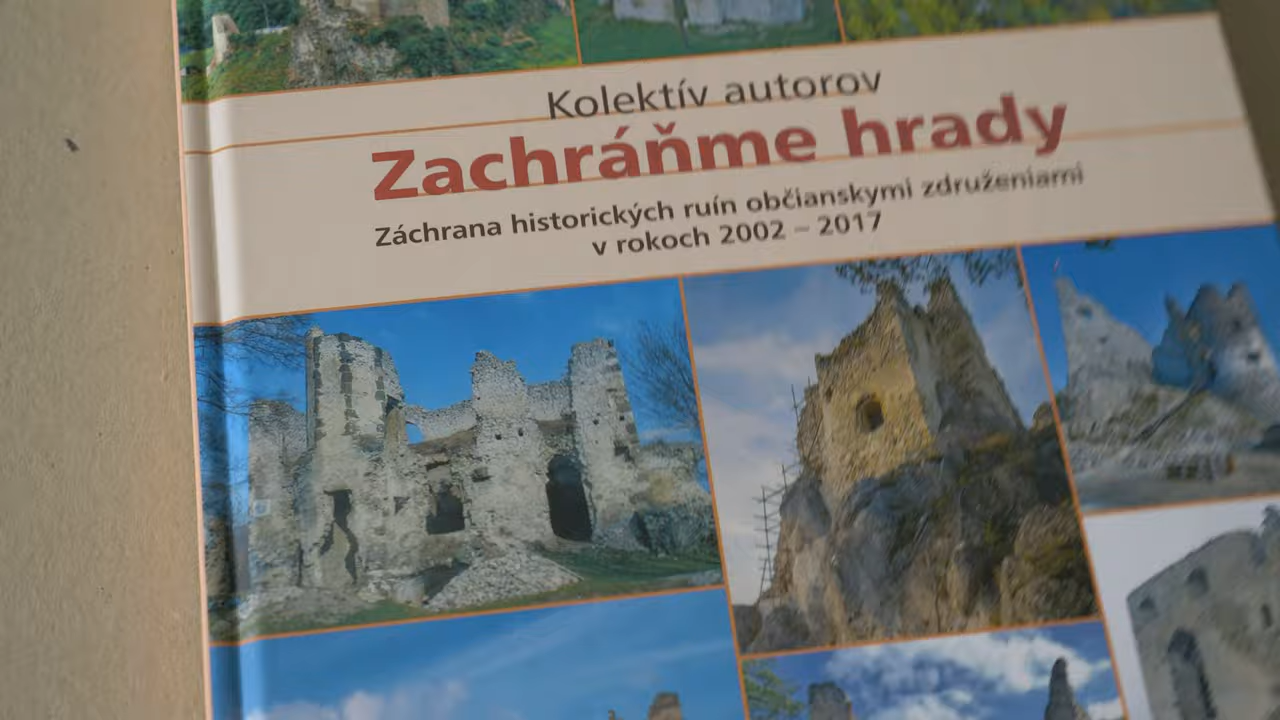 Kolektív autorov
Zachráňme hrady
Záchrana historických ruín občianskymi združeniami
v rokoch 2002 – 2017